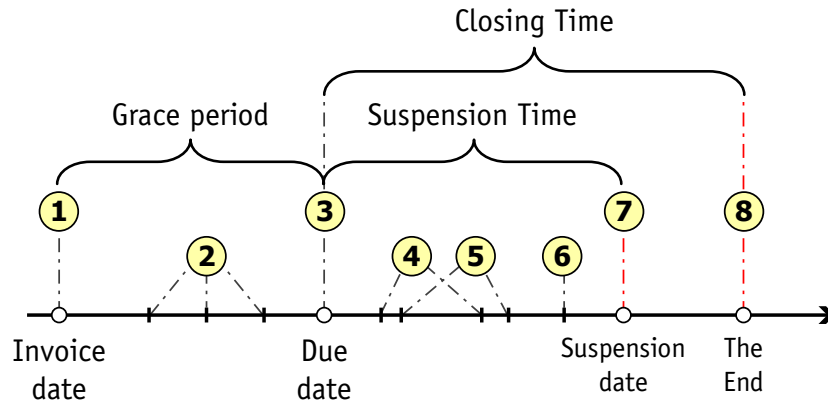 Closing Time
Grace period
Suspension Time
1
3
7
8
2
4
5
6
Invoice
date
Due
date
Suspension
date
The
End